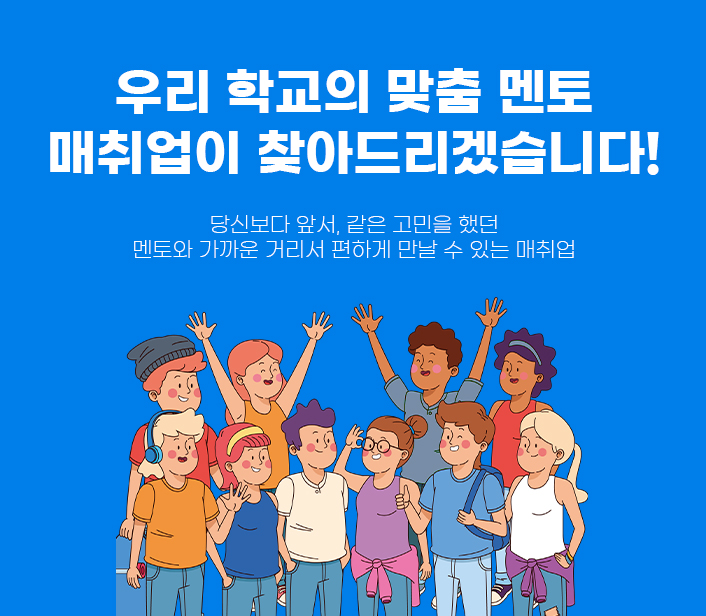 우리 학교의 맞춤 멘토
매취업이 찾아드리겠습니다!
당신보다 앞서, 같은 고민을 했던
멘토와 가까운 거리서 편하게 만날 수 있는 매취업